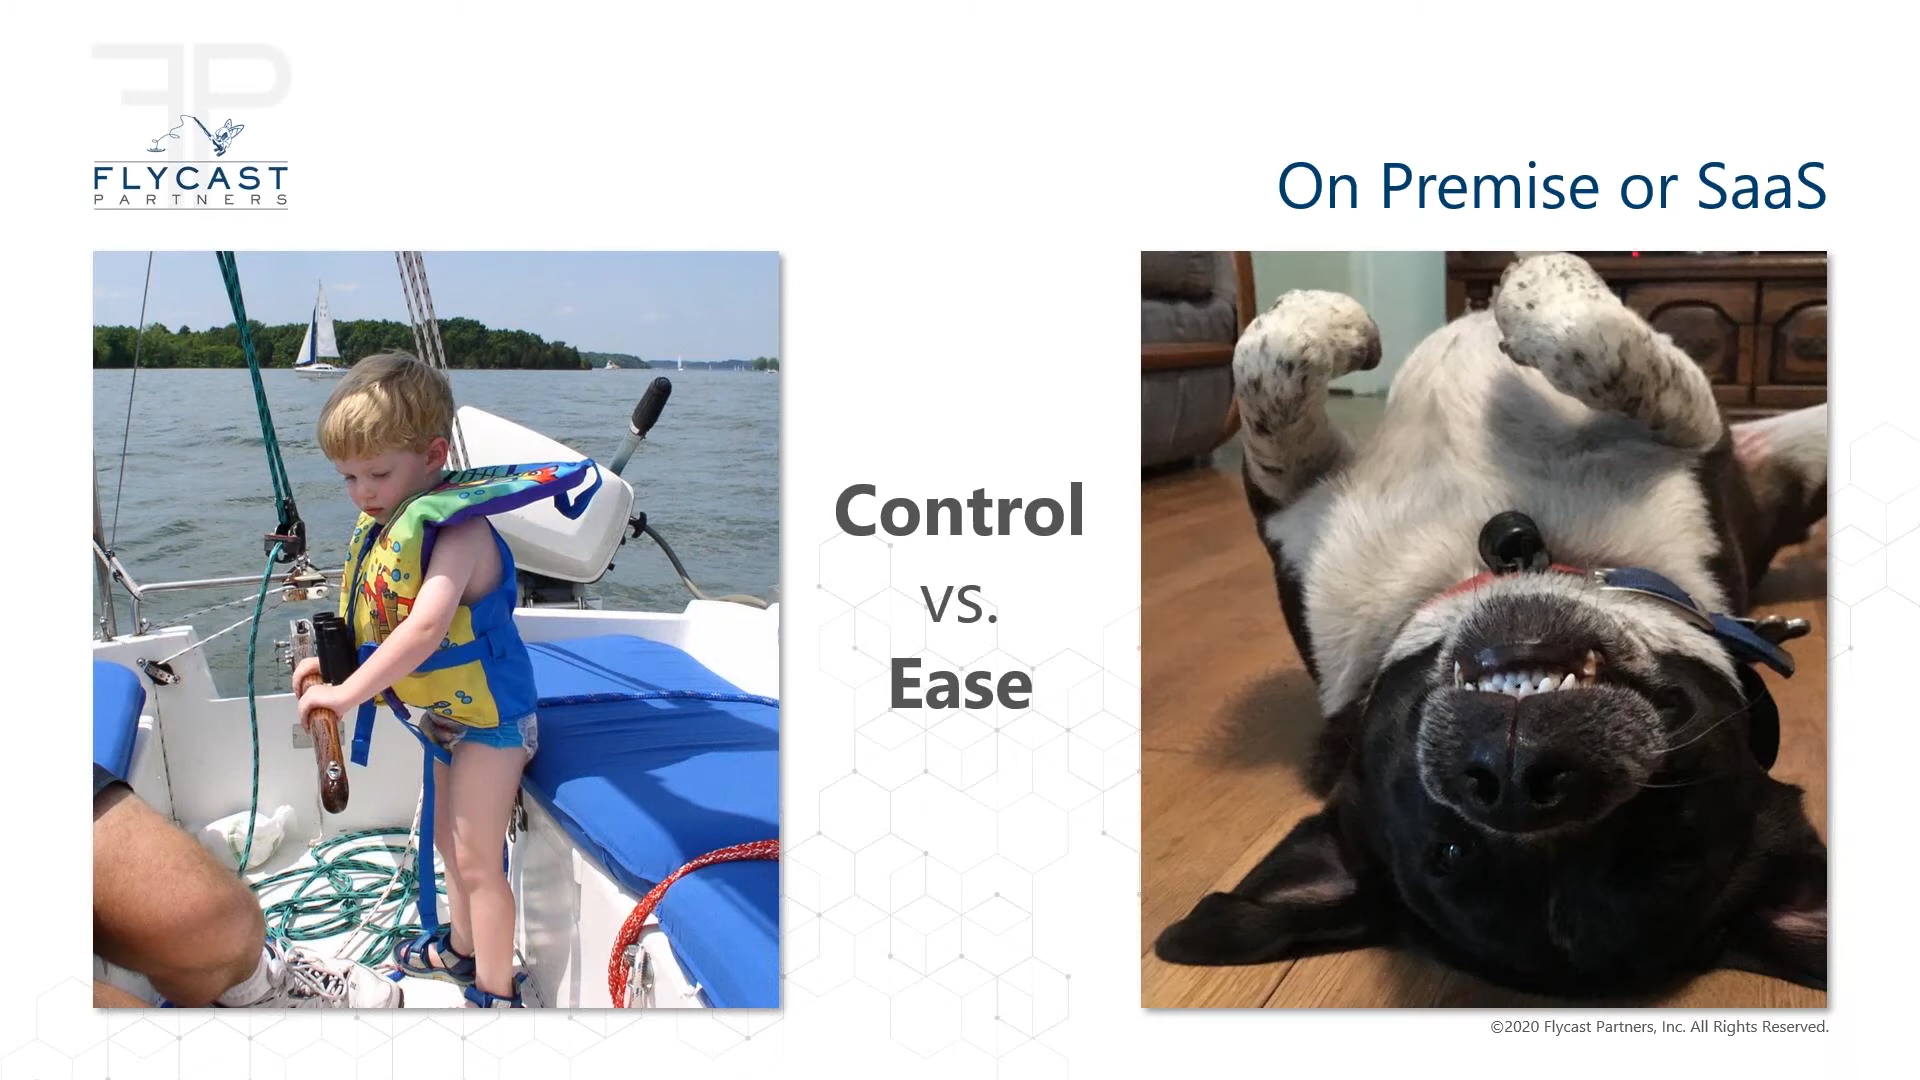 FLYCAST
PARTNERS
On Premise or SaaS
Control
vs.
Ease
©2020 Flycast Partners, Inc. All Rights Reserved.